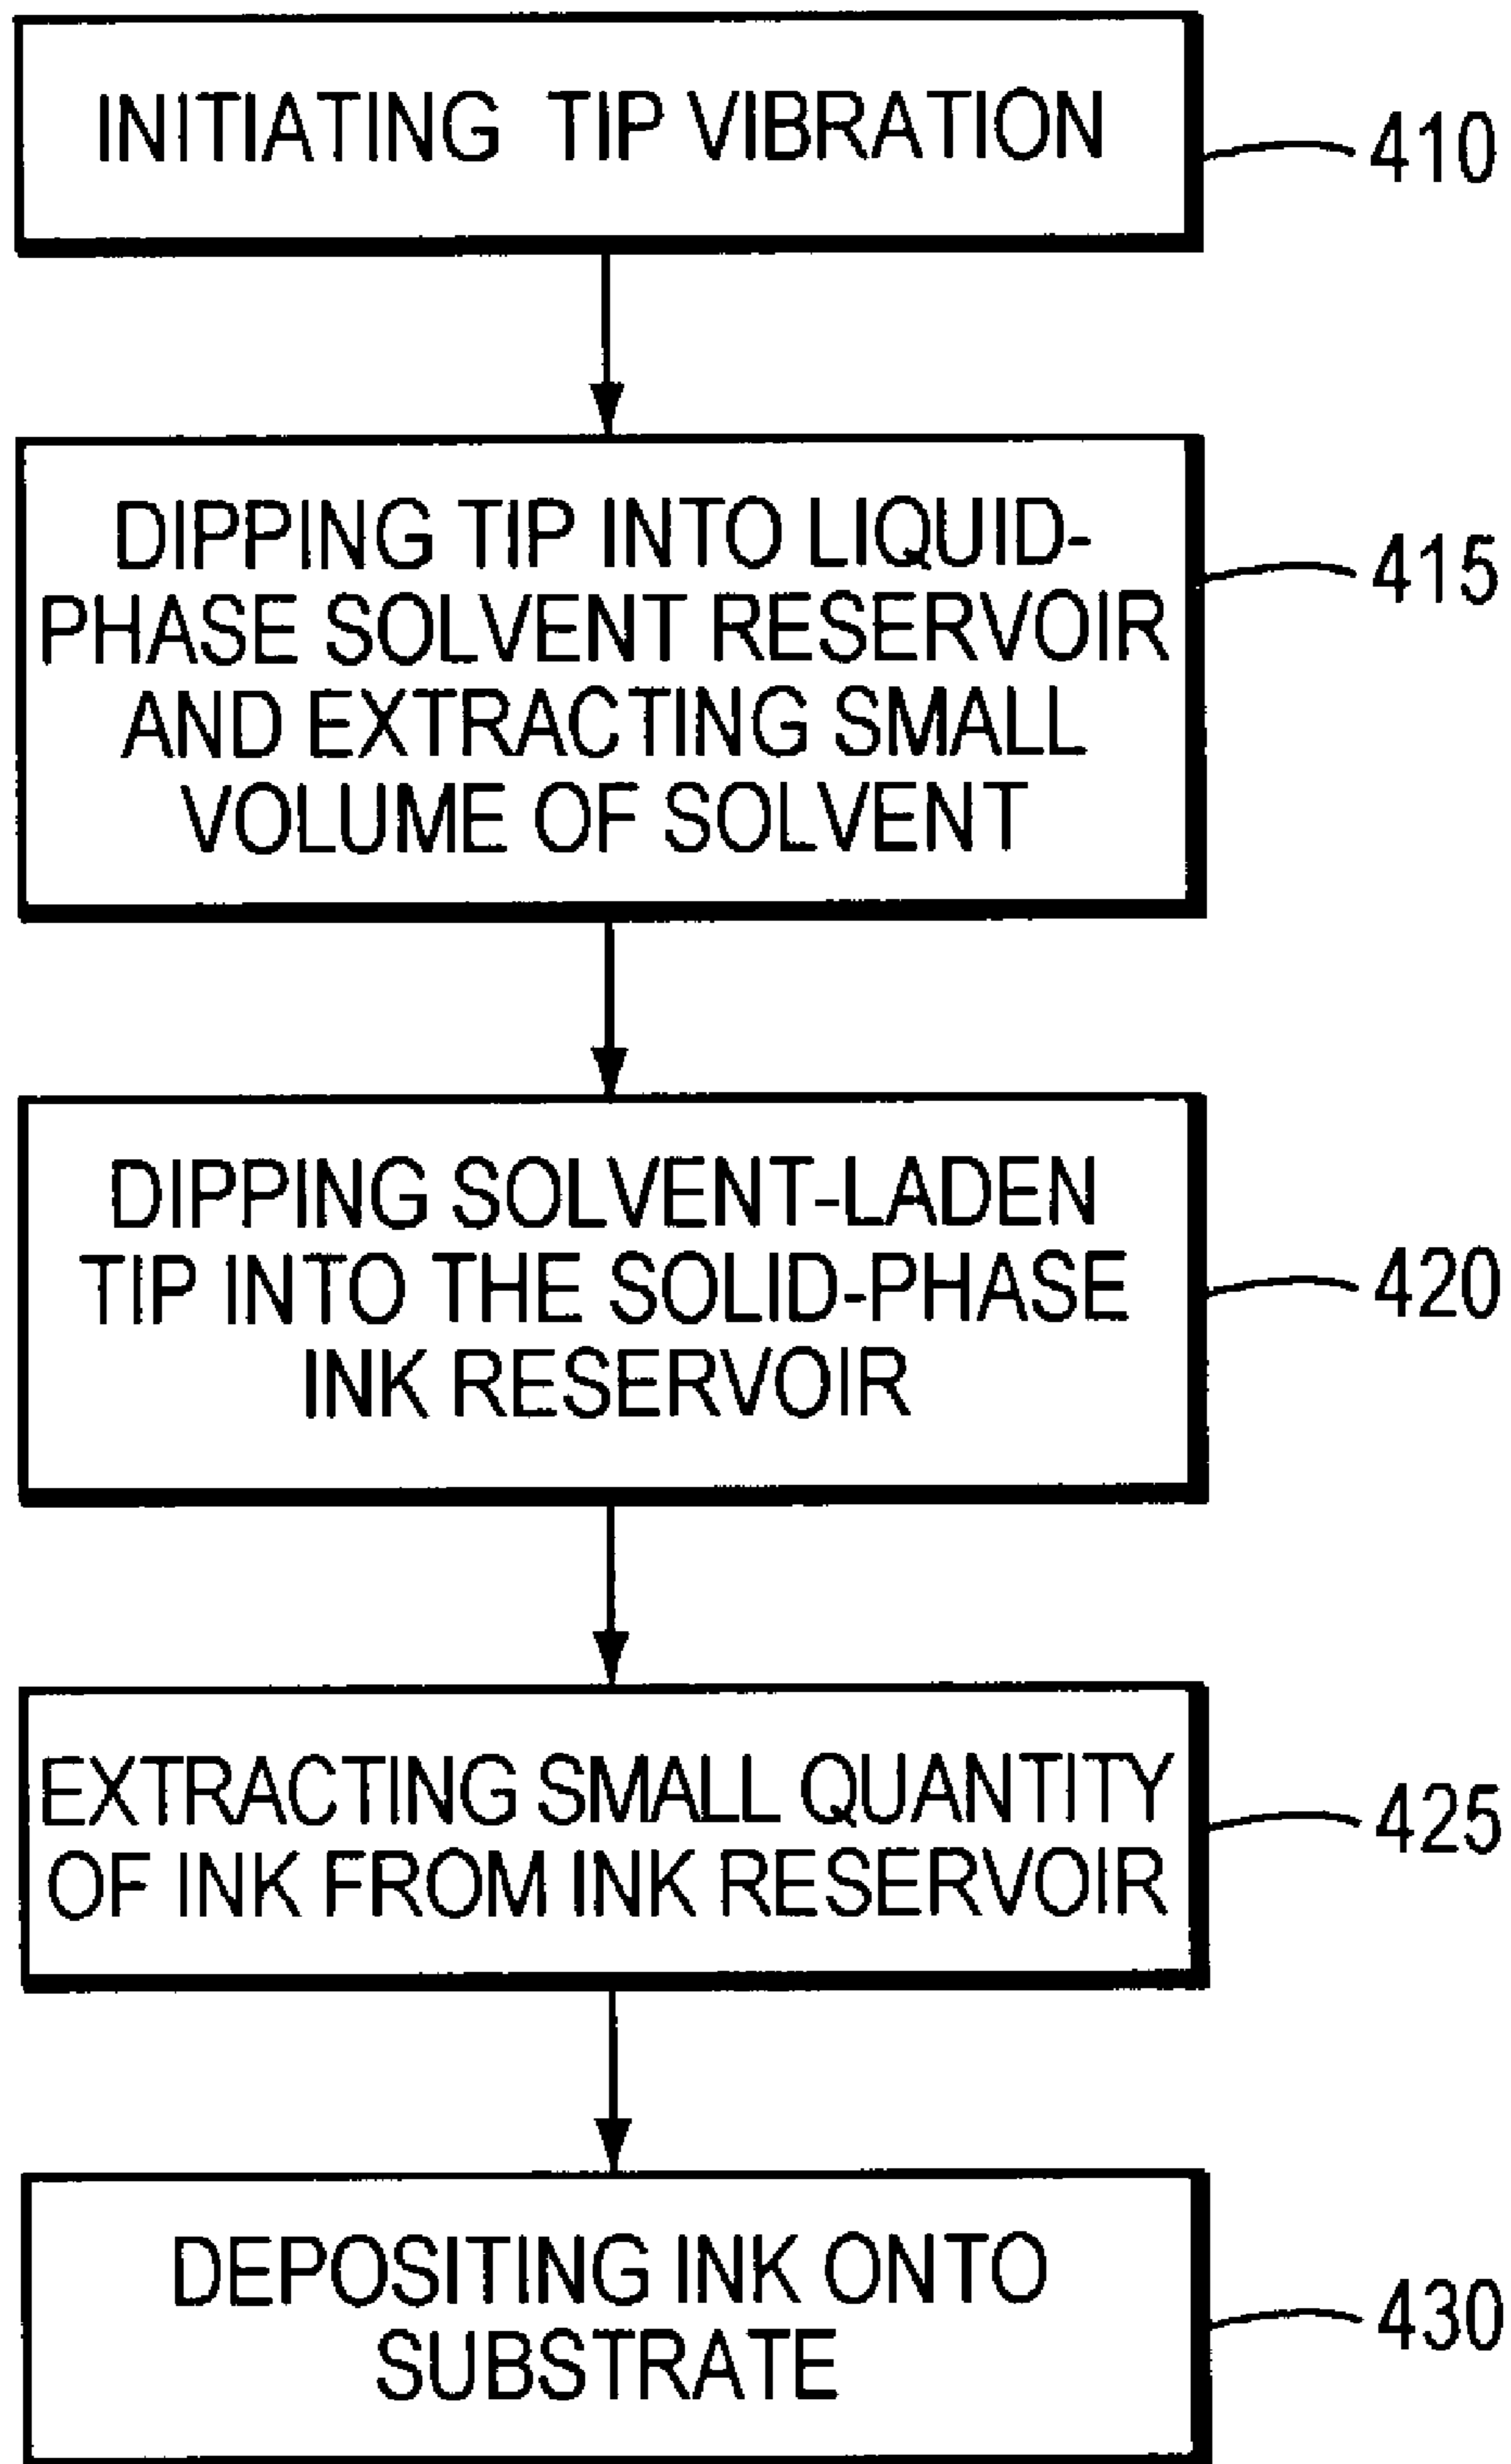 INITIATING TIP VIBRATION
410
DIPPING TIP INTO LIQUID-
PHASE SOLVENT RESERVOIR
AND EXTRACTING SMALL
VOLUME OF SOLVENT
415
DIPPING SOLVENT-LADEN
TIP INTO THE SOLID-PHASE
INK RESERVOIR
420
EXTRACTING SMALL QUANTITY
OF INK FROM INK RESERVOIR
425
DEPOSITING INK ONTO
SUBSTRATE
430